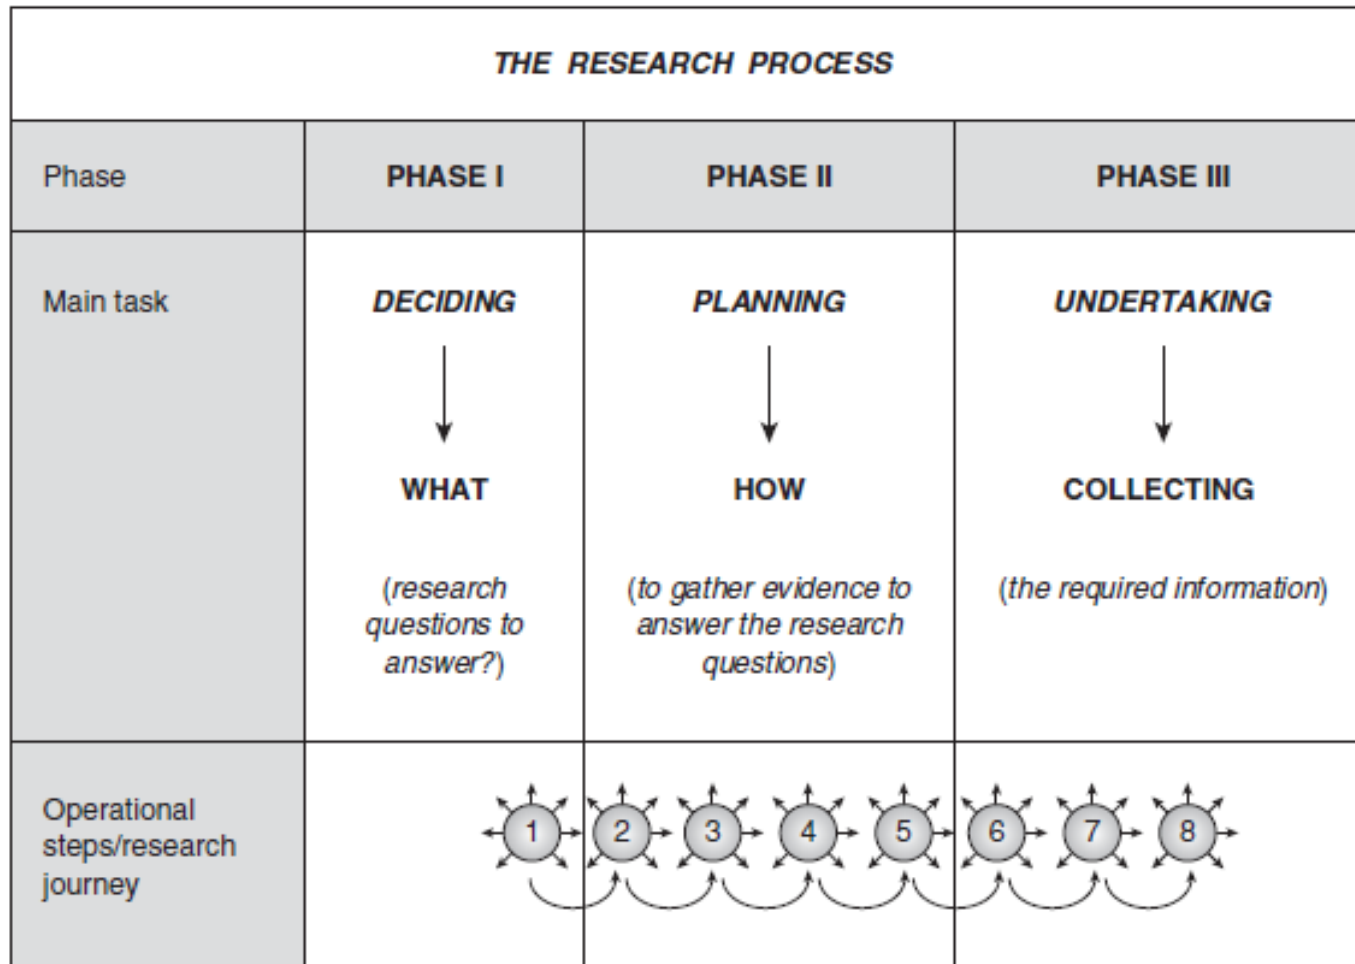 THE RESEARCH PROCESS
Phase
PHASE I
PHASE II
PHASE III
Main task
DECIDING
PLANNING
UNDERTAKING
WHAT
HOW
COLLECTING
(research
questions to
answer?)
(to gather evidence to
answer the research
questions)
(the required information)
Operational
steps/research
journey
1 2 3 4 5 6 7 8